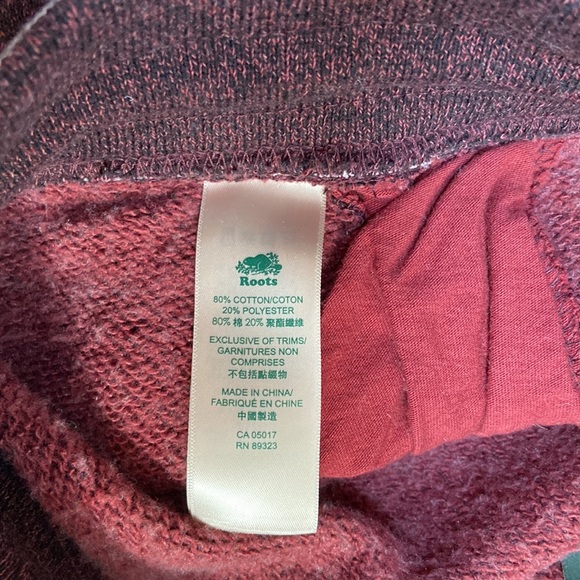 Roots
80% COTTON/COTON
20% POLYESTER
80% 棉 20% 聚酯纖維
EXCLUSIVE OF TRIMS/
GARNITURES NON
COMPRISES
不包括點綴物
MADE IN CHINA/
FABRIQUÉ EN CHINE
中國製造
CA 05017
RN 89323